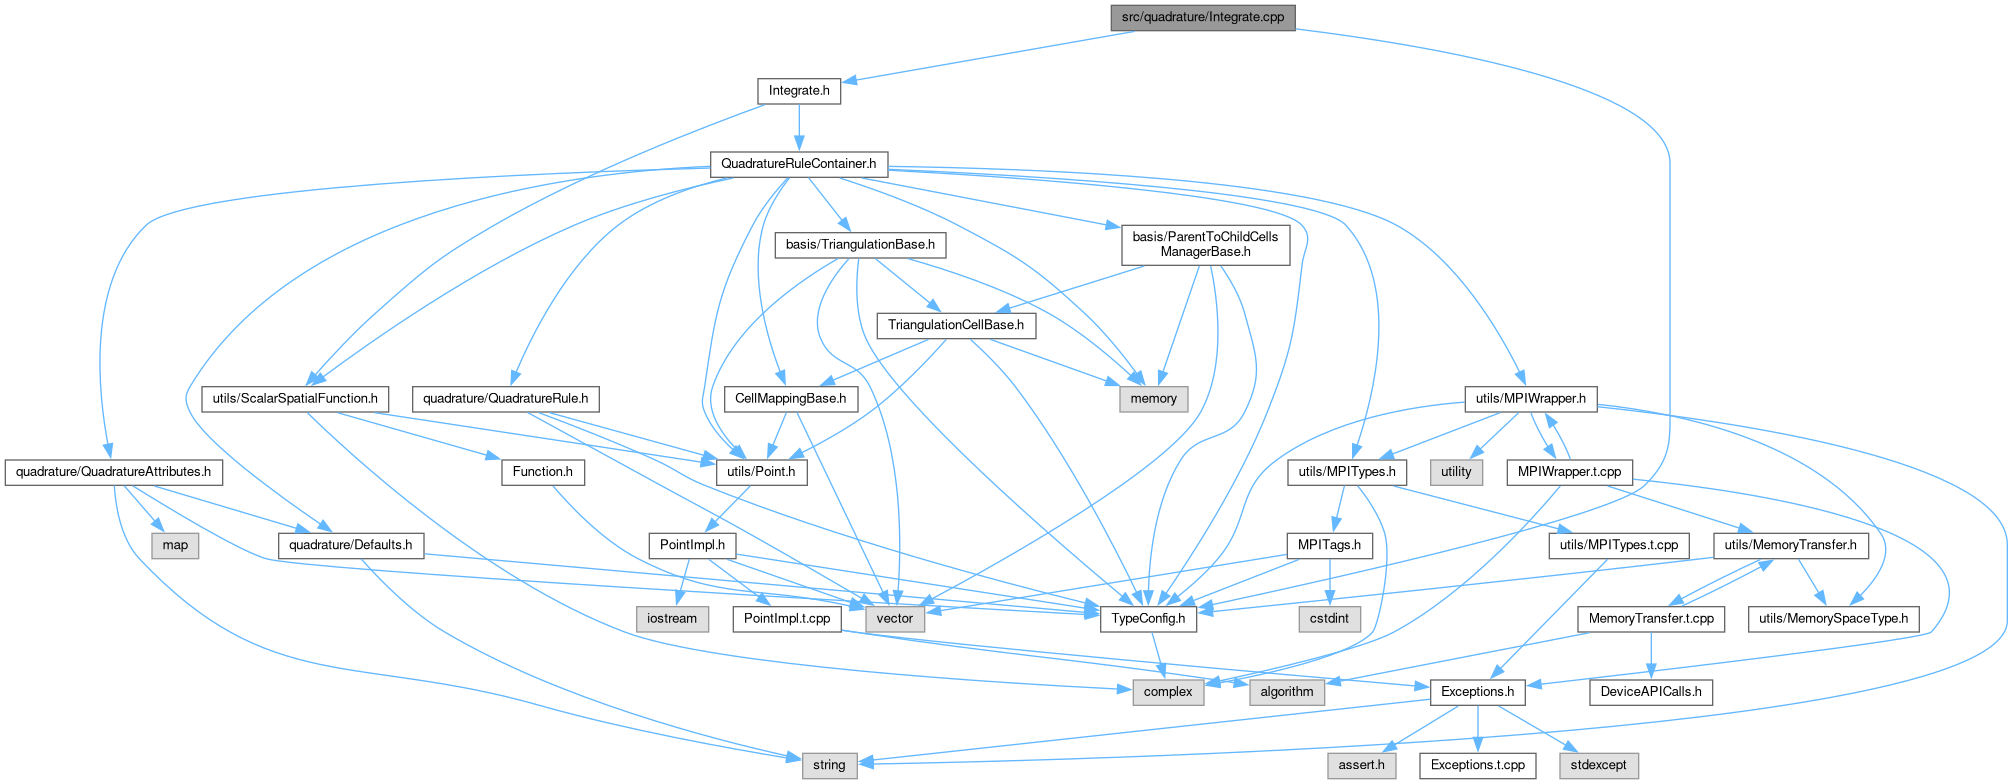 src/quadrature/Integrate.cpp
Integrate.h
QuadratureRuleContainer.h
basis/TriangulationBase.h
basis/ParentToChildCells
ManagerBase.h
TriangulationCellBase.h
utils/ScalarSpatialFunction.h
quadrature/QuadratureRule.h
CellMappingBase.h
memory
utils/MPIWrapper.h
quadrature/QuadratureAttributes.h
Function.h
utils/Point.h
utils/MPITypes.h
utility
MPIWrapper.t.cpp
map
quadrature/Defaults.h
PointImpl.h
MPITags.h
utils/MPITypes.t.cpp
utils/MemoryTransfer.h
iostream
PointImpl.t.cpp
vector
TypeConfig.h
cstdint
MemoryTransfer.t.cpp
utils/MemorySpaceType.h
complex
algorithm
Exceptions.h
DeviceAPICalls.h
string
assert.h
Exceptions.t.cpp
stdexcept